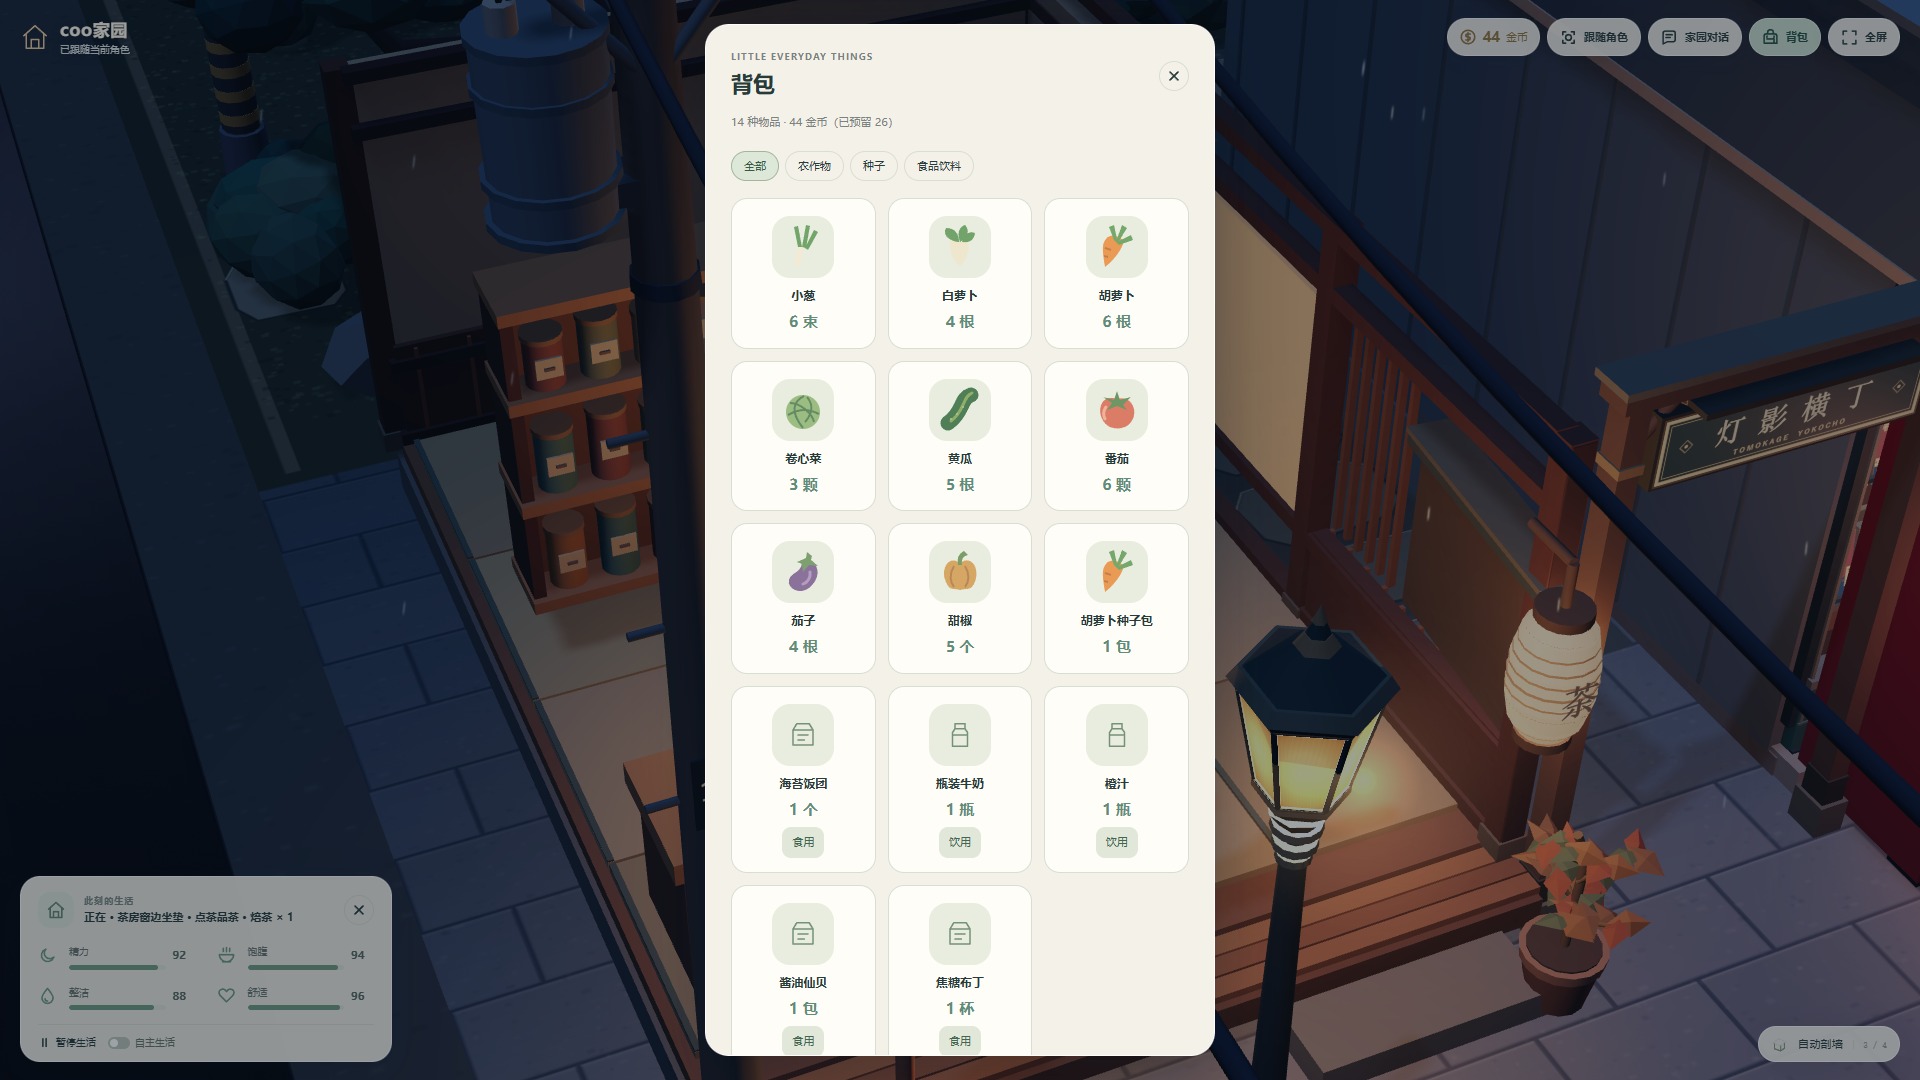 coo家园
已跟随当前角色
44 金币
跟随角色
家园对话
背包
全屏
LITTLE EVERYDAY THINGS
背包
14 种物品 · 44 金币（已预留 26）
全部
农作物
种子
食品饮料
小葱
6 束
白萝卜
4 根
胡萝卜
6 根
卷心菜
3 颗
黄瓜
5 根
番茄
6 颗
茄子
4 根
甜椒
5 个
胡萝卜种子包
1 包
海苔饭团
1 个
食用
瓶装牛奶
1 瓶
饮用
橙汁
1 瓶
饮用
酱油仙贝
1 包
食用
焦糖布丁
1 杯
食用
灯影横丁
TOMOKAGE YOKOCHO
茶
此刻的生活
正在 • 茶房窗边坐垫 • 点茶品茶 • 焙茶 × 1
精力 92
饱腹 94
整洁 88
舒适 96
暂停生活
自主生活
自动剖墙
3 / 4